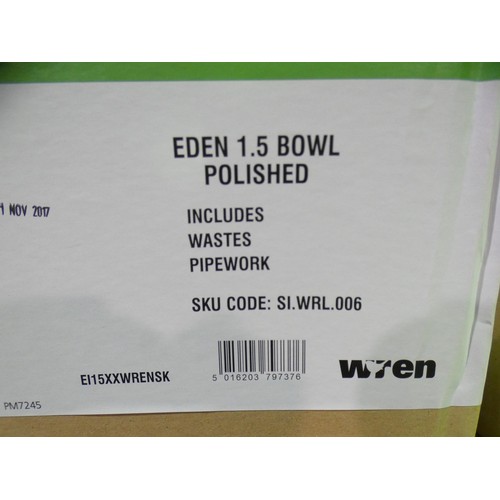 EDEN 1.5 BOWL
POLISHED
NOV 2017
INCLUDES
WASTES
PIPEWORK
SKU CODE: SI.WRL.006
EI15XXWRENSK
5 016203 797376
wren
PM7245